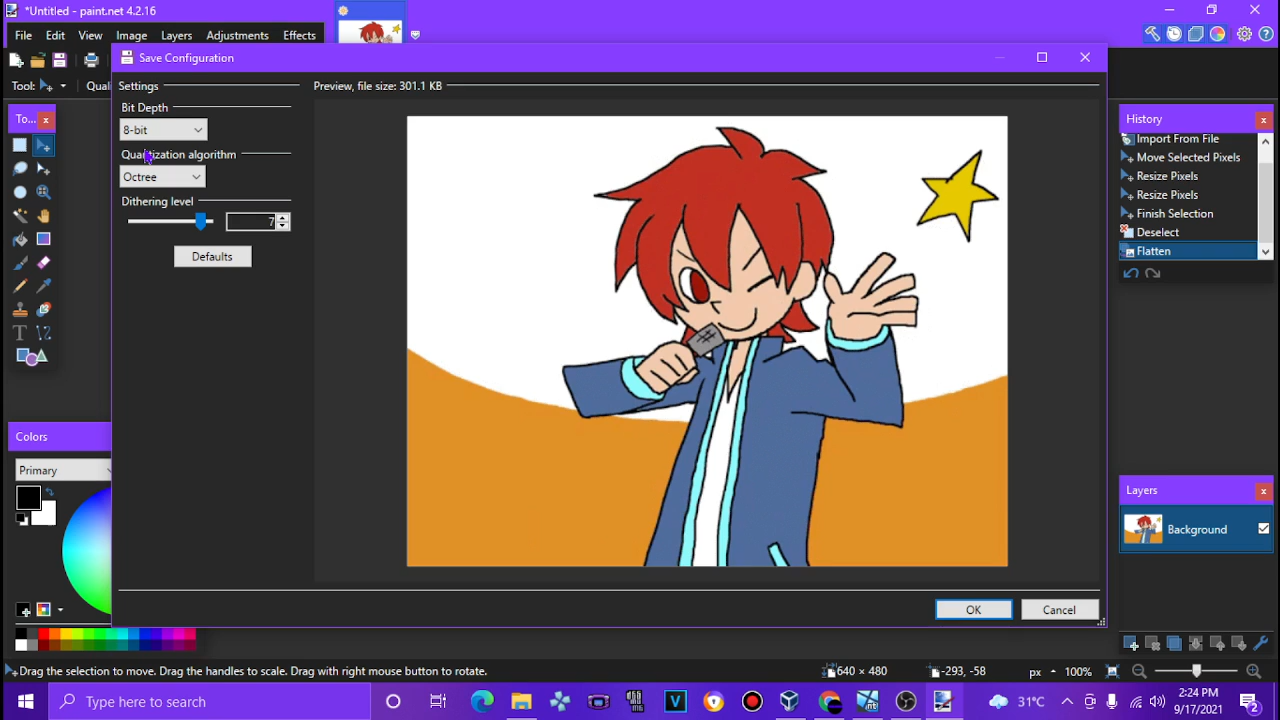 *Untitled - paint.net 4.2.16
File Edit View Image Layers Adjustments Effects
Save Configuration
Tool:
Settings
Preview, file size: 301.1 KB
Bit Depth
8-bit
Quantization algorithm
Octree
Dithering level
7
Defaults
OK Cancel
To...
Colors
Primary
History
Import From File
Move Selected Pixels
Resize Pixels
Resize Pixels
Finish Selection
Deselect
Flatten
Layers
Background
Drag the selection to move. Drag the handles to scale. Drag with right mouse button to rotate.
640 × 480
-293, -58
px
100%
Type here to search
31°C
2:24 PM
9/17/2021
2